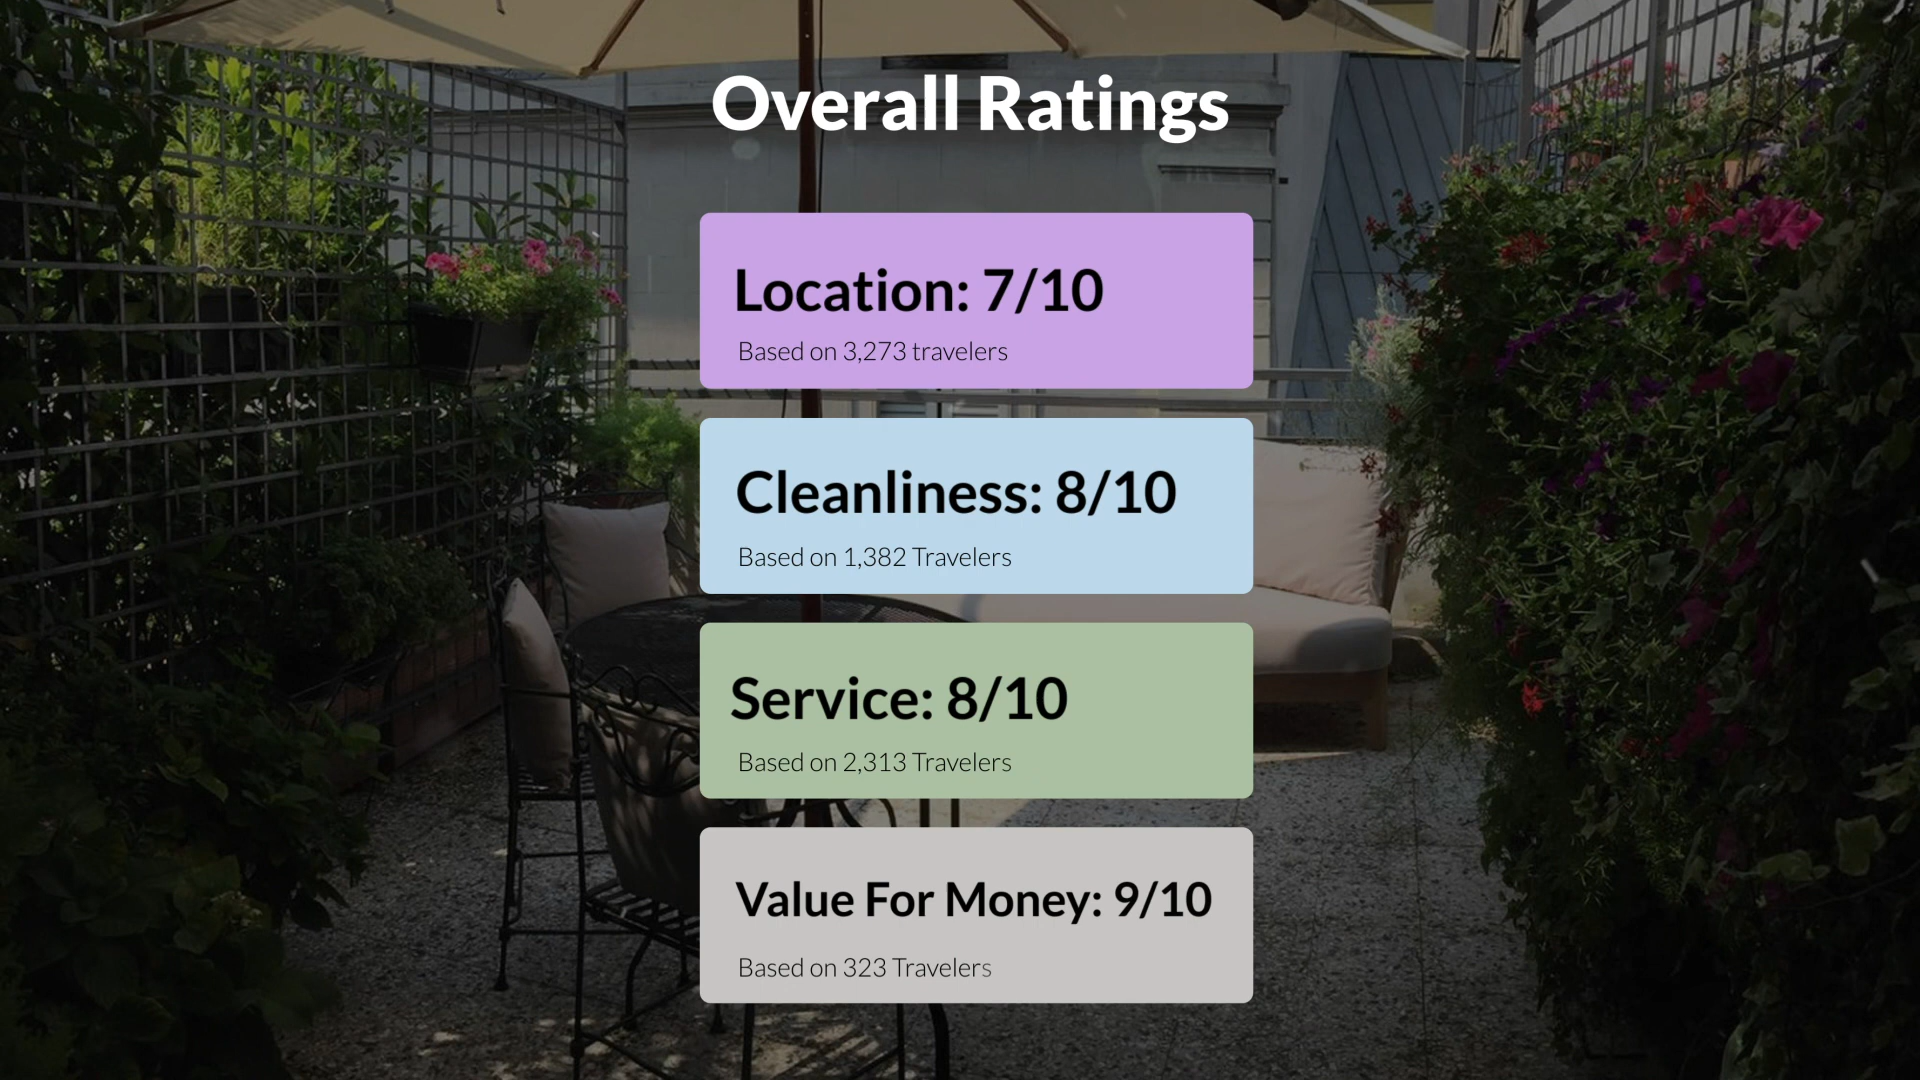 Overall Ratings
Location: 7/10
Based on 3,273 travelers
Cleanliness: 8/10
Based on 1,382 Travelers
Service: 8/10
Based on 2,313 Travelers
Value For Money: 9/10
Based on 323 Travelers